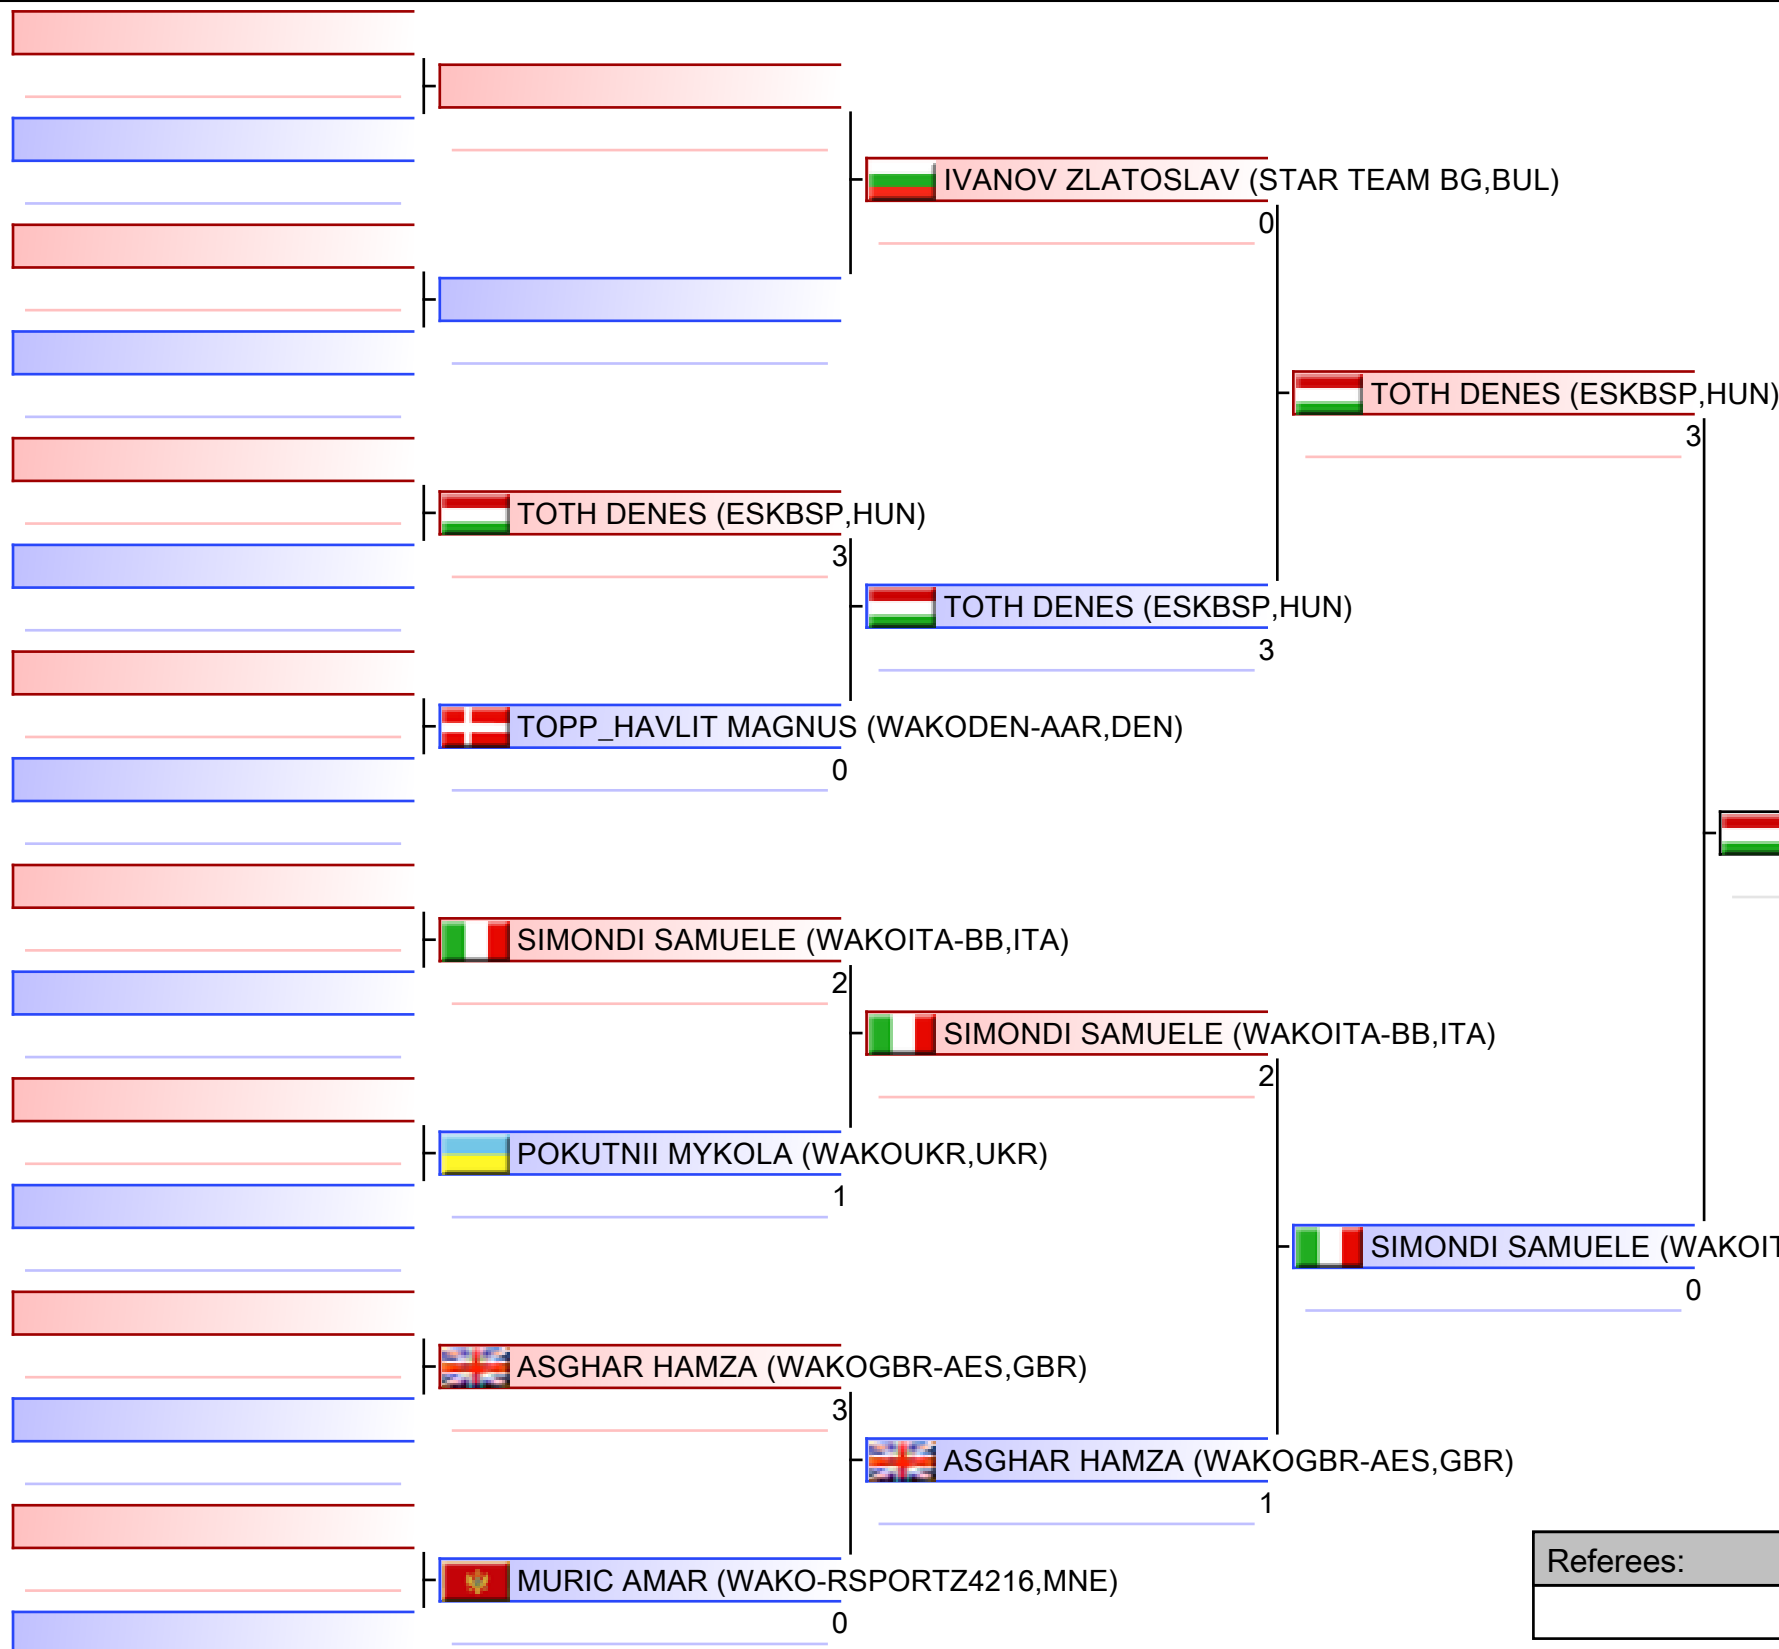 IVANOV ZLATOSLAV (STAR TEAM BG,BUL)
0
TOTH DENES (ESKBSP,HUN)
3
TOTH DENES (ESKBSP,HUN)
3
TOTH DENES (ESKBSP,HUN)
3
TOPP_HAVLIT MAGNUS (WAKODEN-AAR,DEN)
0
SIMONDI SAMUELE (WAKOITA-BB,ITA)
2
SIMONDI SAMUELE (WAKOITA-BB,ITA)
2
POKUTNII MYKOLA (WAKOUKR,UKR)
1
SIMONDI SAMUELE (WAKOIT
0
ASGHAR HAMZA (WAKOGBR-AES,GBR)
3
ASGHAR HAMZA (WAKOGBR-AES,GBR)
1
MURIC AMAR (WAKO-RSPORTZ4216,MNE)
0
Referees: